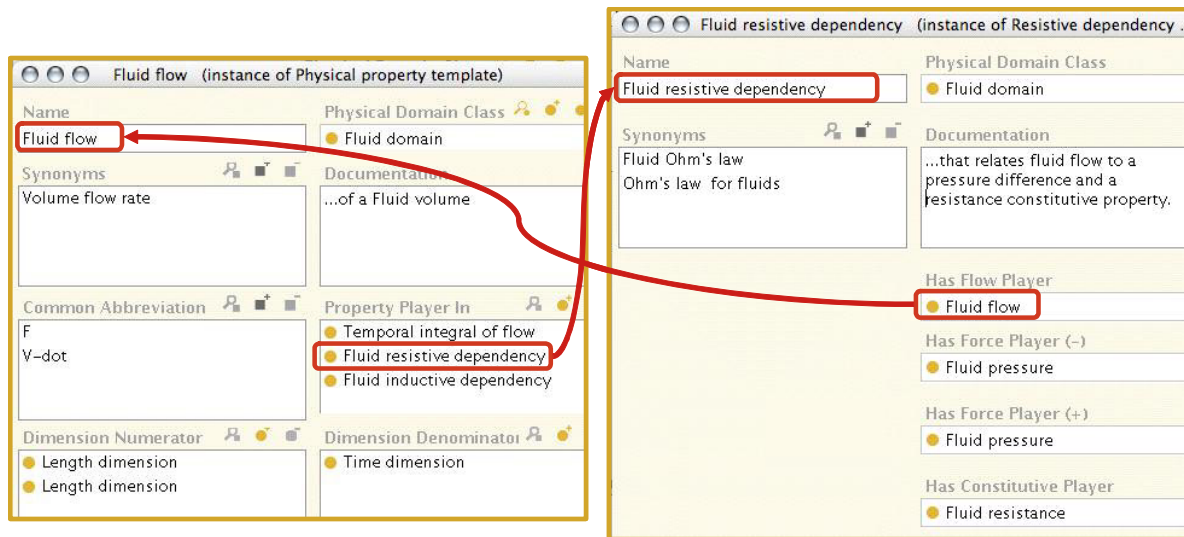 Fluid flow (instance of Physical property template)
Name
Fluid flow
Physical Domain Class
Fluid domain
Synonyms
Volume flow rate
Documentation
...of a Fluid volume
Common Abbreviation
F
V-dot
Property Player In
Temporal integral of flow
Fluid resistive dependency
Fluid inductive dependency
Dimension Numerator
Length dimension
Length dimension
Dimension Denominator
Time dimension
Fluid resistive dependency (instance of Resistive dependency .
Name
Fluid resistive dependency
Physical Domain Class
Fluid domain
Synonyms
Fluid Ohm's law
Ohm's law for fluids
Documentation
...that relates fluid flow to a
pressure difference and a
resistance constitutive property.
Has Flow Player
Fluid flow
Has Force Player (-)
Fluid pressure
Has Force Player (+)
Fluid pressure
Has Constitutive Player
Fluid resistance